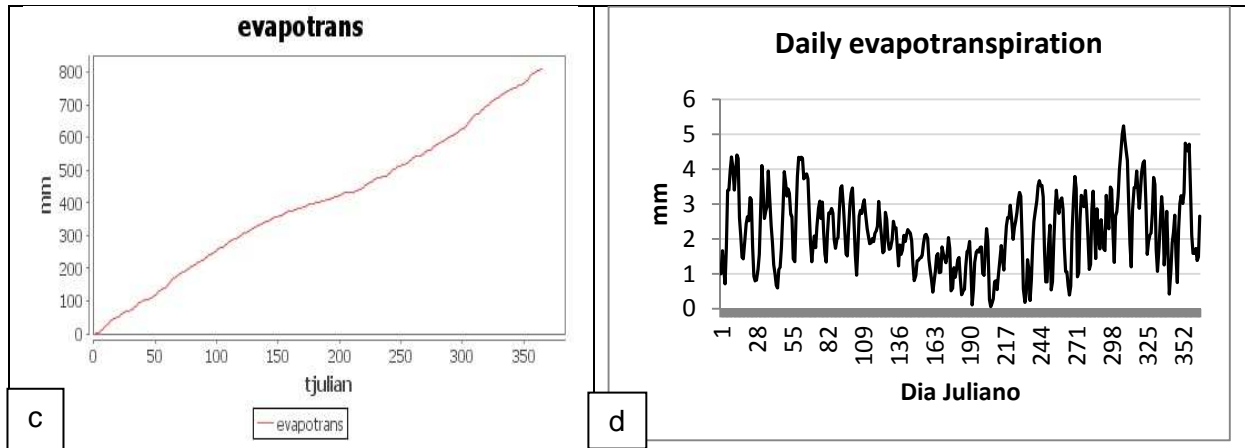 evapotrans
800
700
600
500
400
300
200
100
0
mm
0 50 100 150 200 250 300 350
tjulian
evapotrans
c
Daily evapotranspiration
6
5
4
3
2
1
0
mm
1 28 55 82 109 136 163 190 217 244 271 298 325 352
Dia Juliano
d